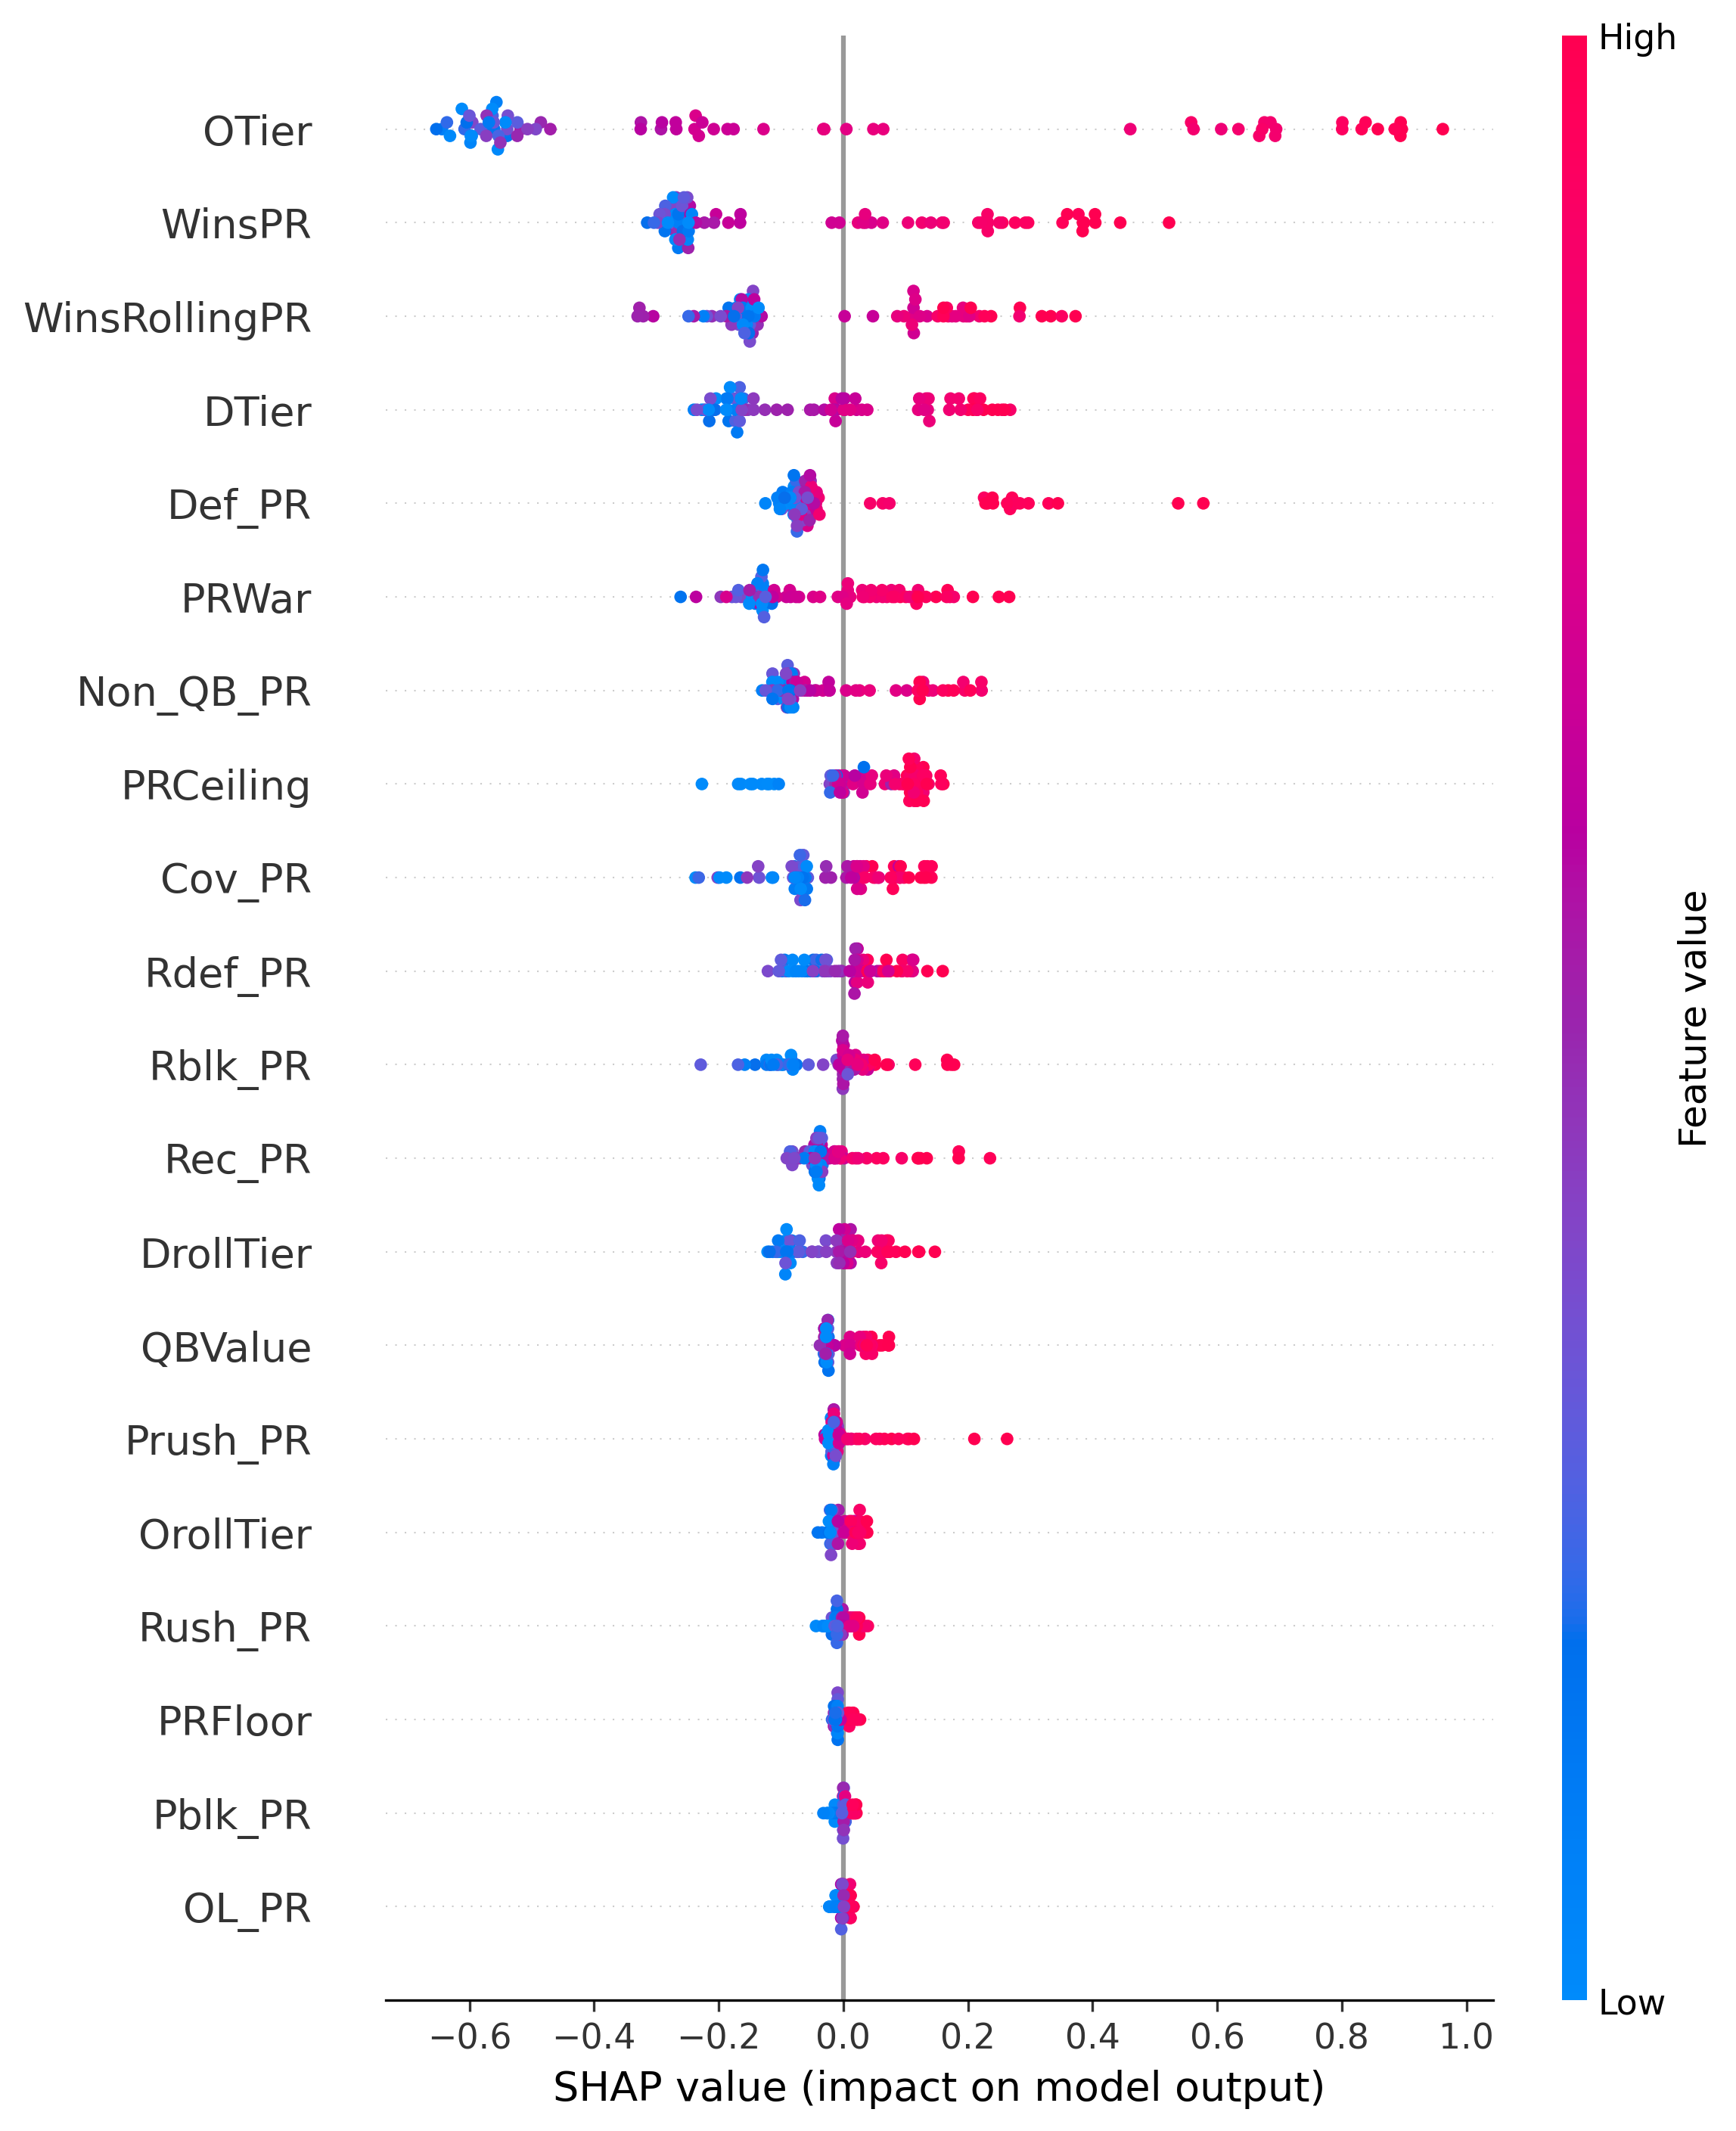 High
OTier
WinsPR
WinsRollingPR
DTier
Def_PR
PRWar
Non_QB_PR
PRCeiling
Cov_PR
Rdef_PR
Rblk_PR
Rec_PR
DrollTier
QBValue
Prush_PR
OrollTier
Rush_PR
PRFloor
Pblk_PR
OL_PR
Feature value
Low
−0.6 −0.4 −0.2 0.0 0.2 0.4 0.6 0.8 1.0
SHAP value (impact on model output)